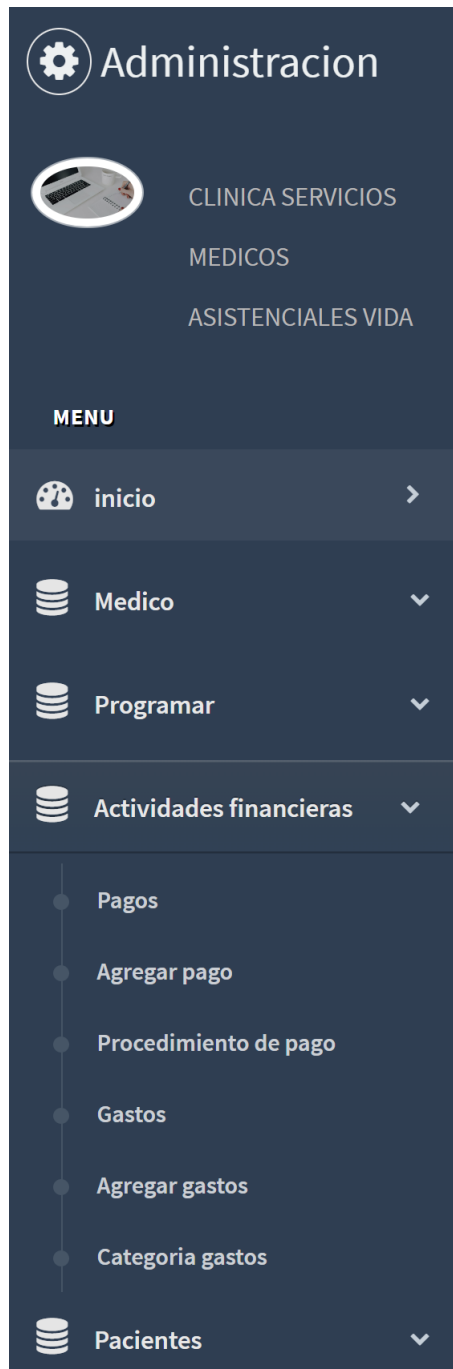 Administracion
CLINICA SERVICIOS
MEDICOS
ASISTENCIALES VIDA
MENU
inicio
Medico
Programar
Actividades financieras
Pagos
Agregar pago
Procedimiento de pago
Gastos
Agregar gastos
Categoria gastos
Pacientes